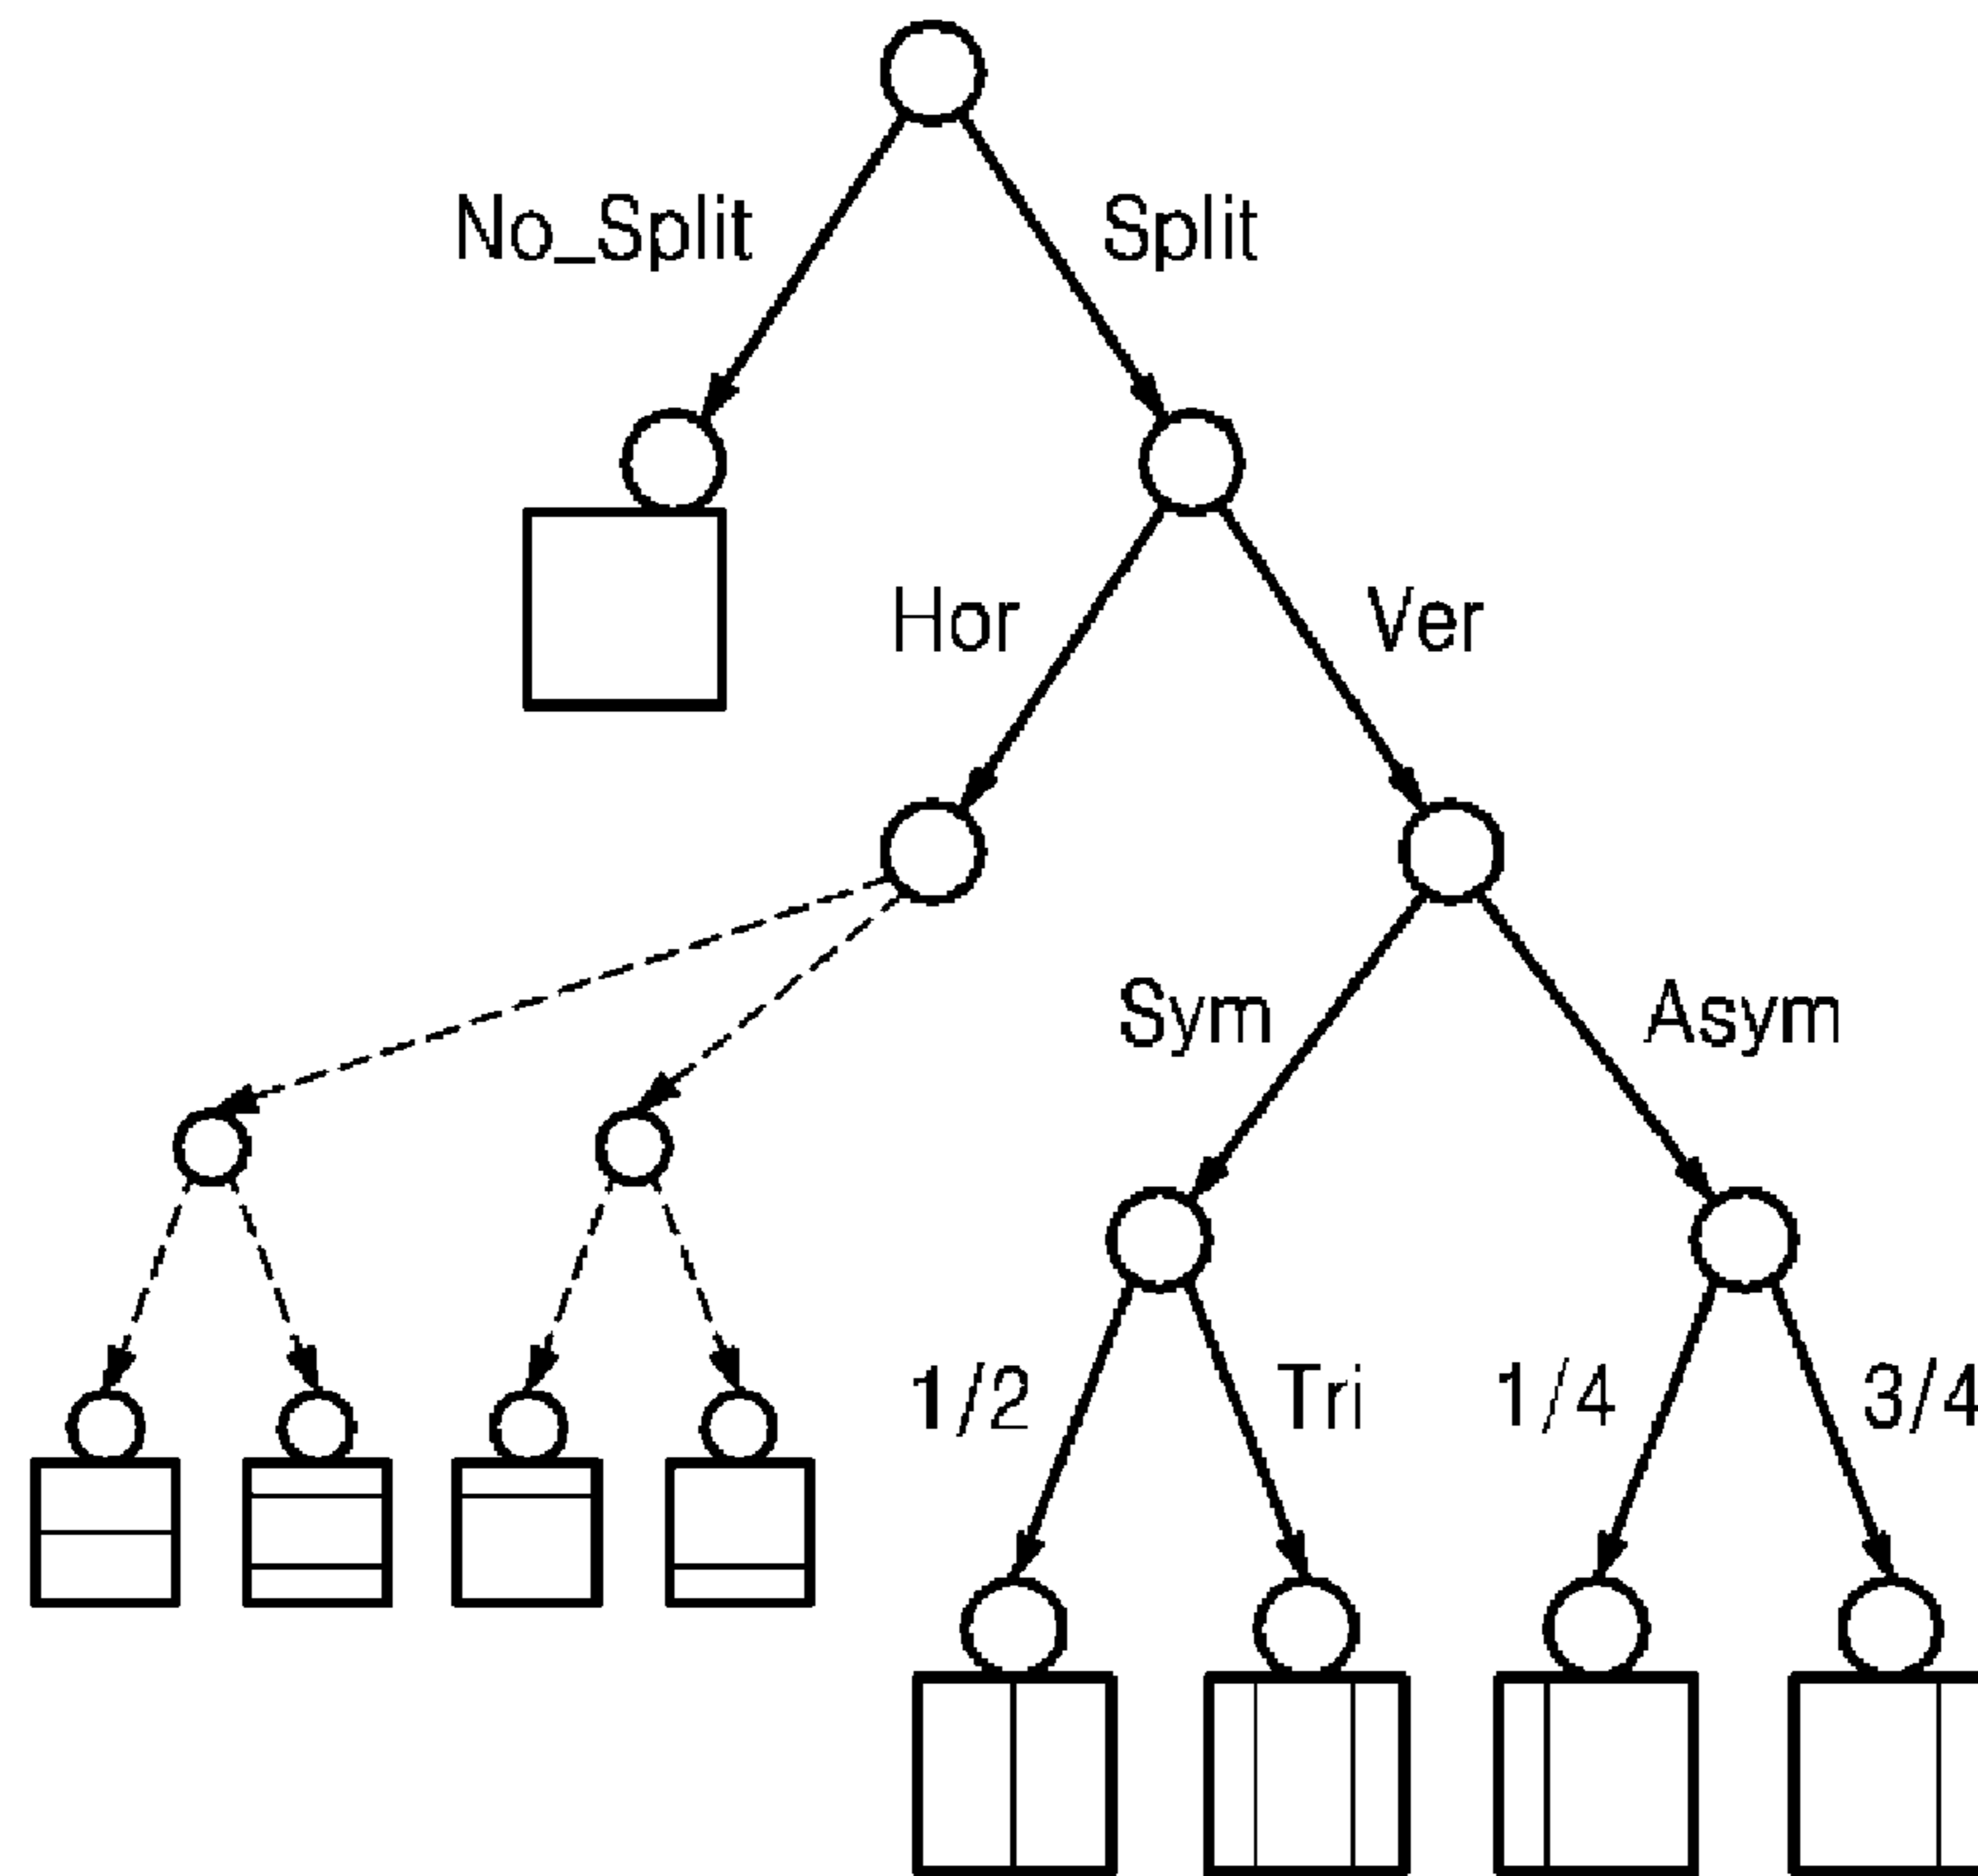 No_Split Split
Hor Ver
Sym Asym
1/2 Tri 1/4 3/4